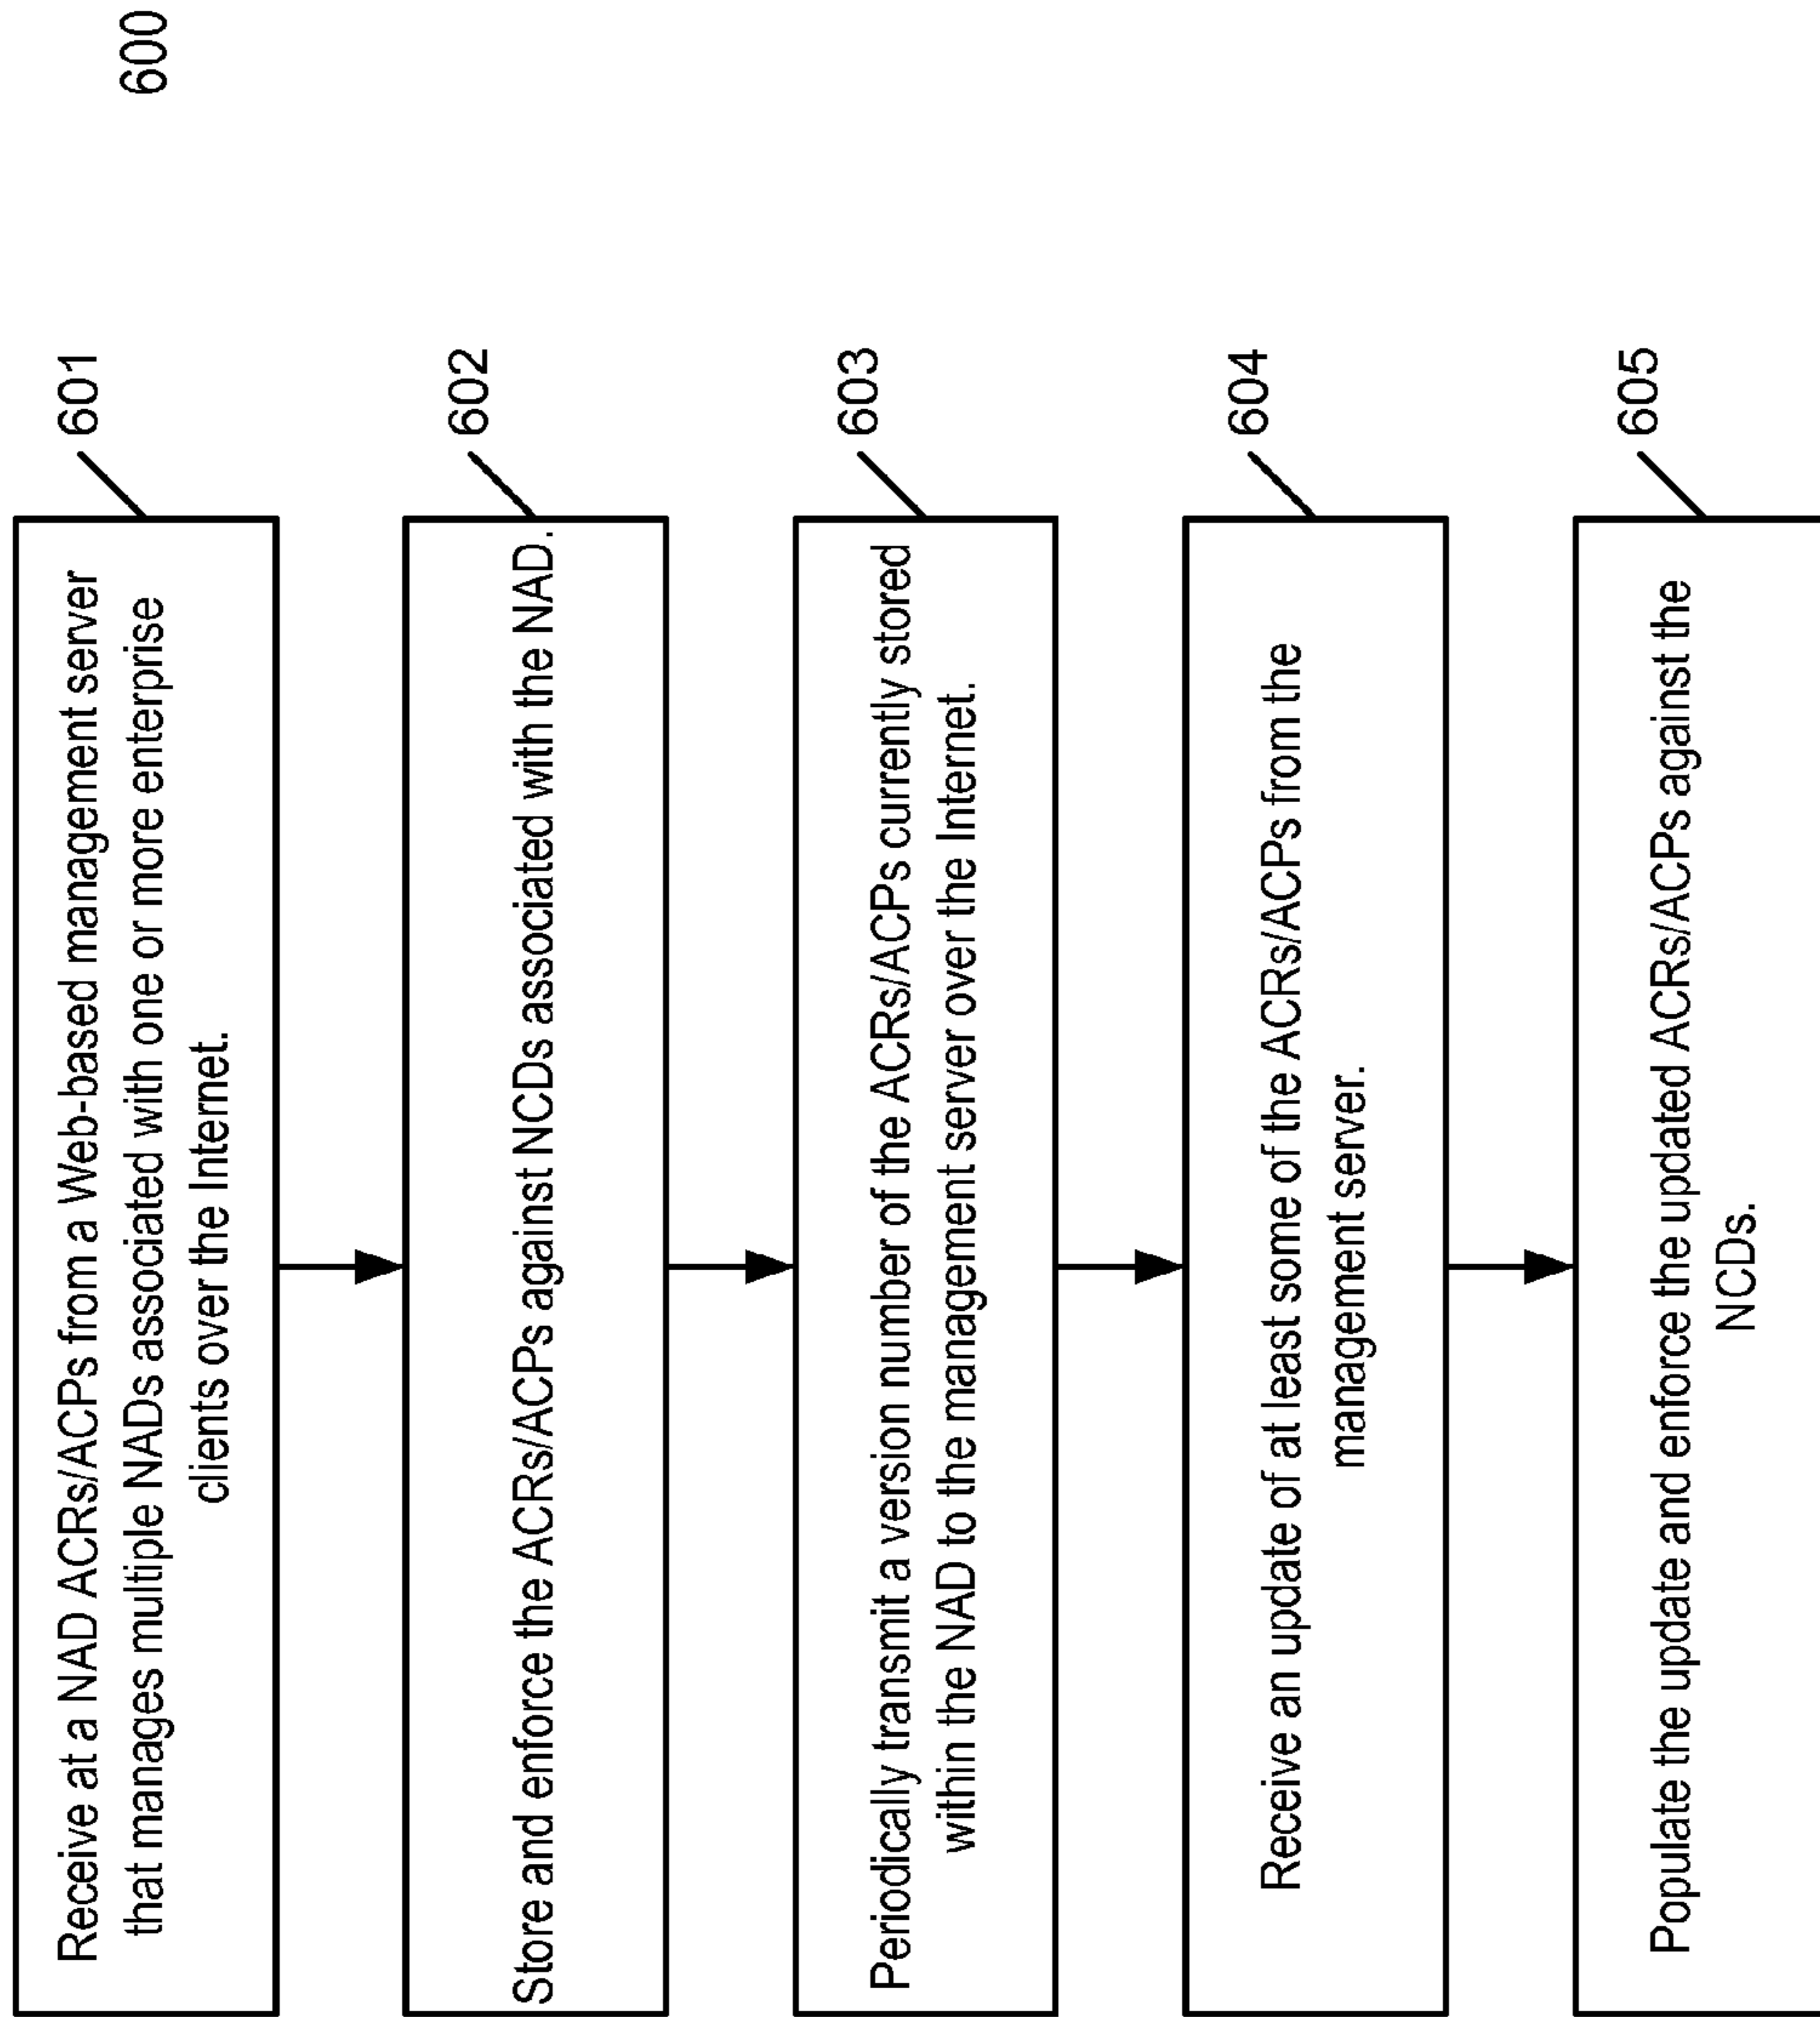 600
601
Receive at a NAD ACRs/ACPs from a Web-based management server
that manages multiple NADs associated with one or more enterprise
clients over the Internet.
602
Store and enforce the ACRs/ACPs against NCDs associated with the NAD.
603
Periodically transmit a version number of the ACRs/ACPs currently stored
within the NAD to the management server over the Internet.
604
Receive an update of at least some of the ACRs/ACPs from the
management server.
605
Populate the update and enforce the updated ACRs/ACPs against the
NCDs.